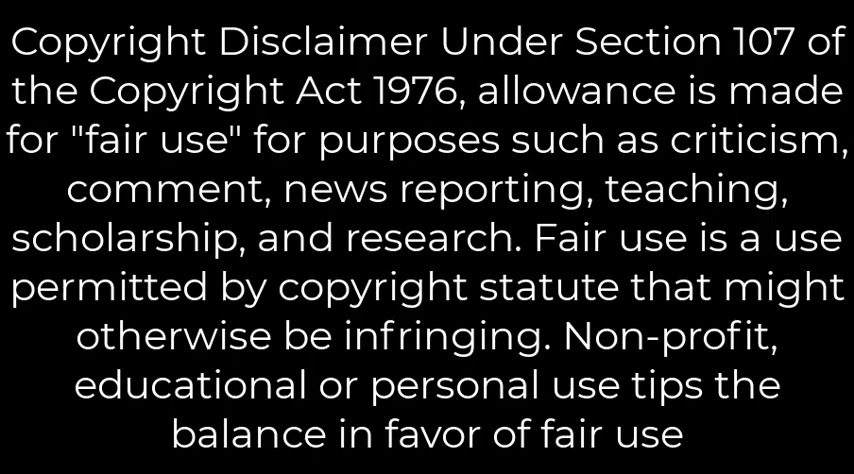 Copyright Disclaimer Under Section 107 of
the Copyright Act 1976, allowance is made
for "fair use" for purposes such as criticism,
comment, news reporting, teaching,
scholarship, and research. Fair use is a use
permitted by copyright statute that might
otherwise be infringing. Non-profit,
educational or personal use tips the
balance in favor of fair use